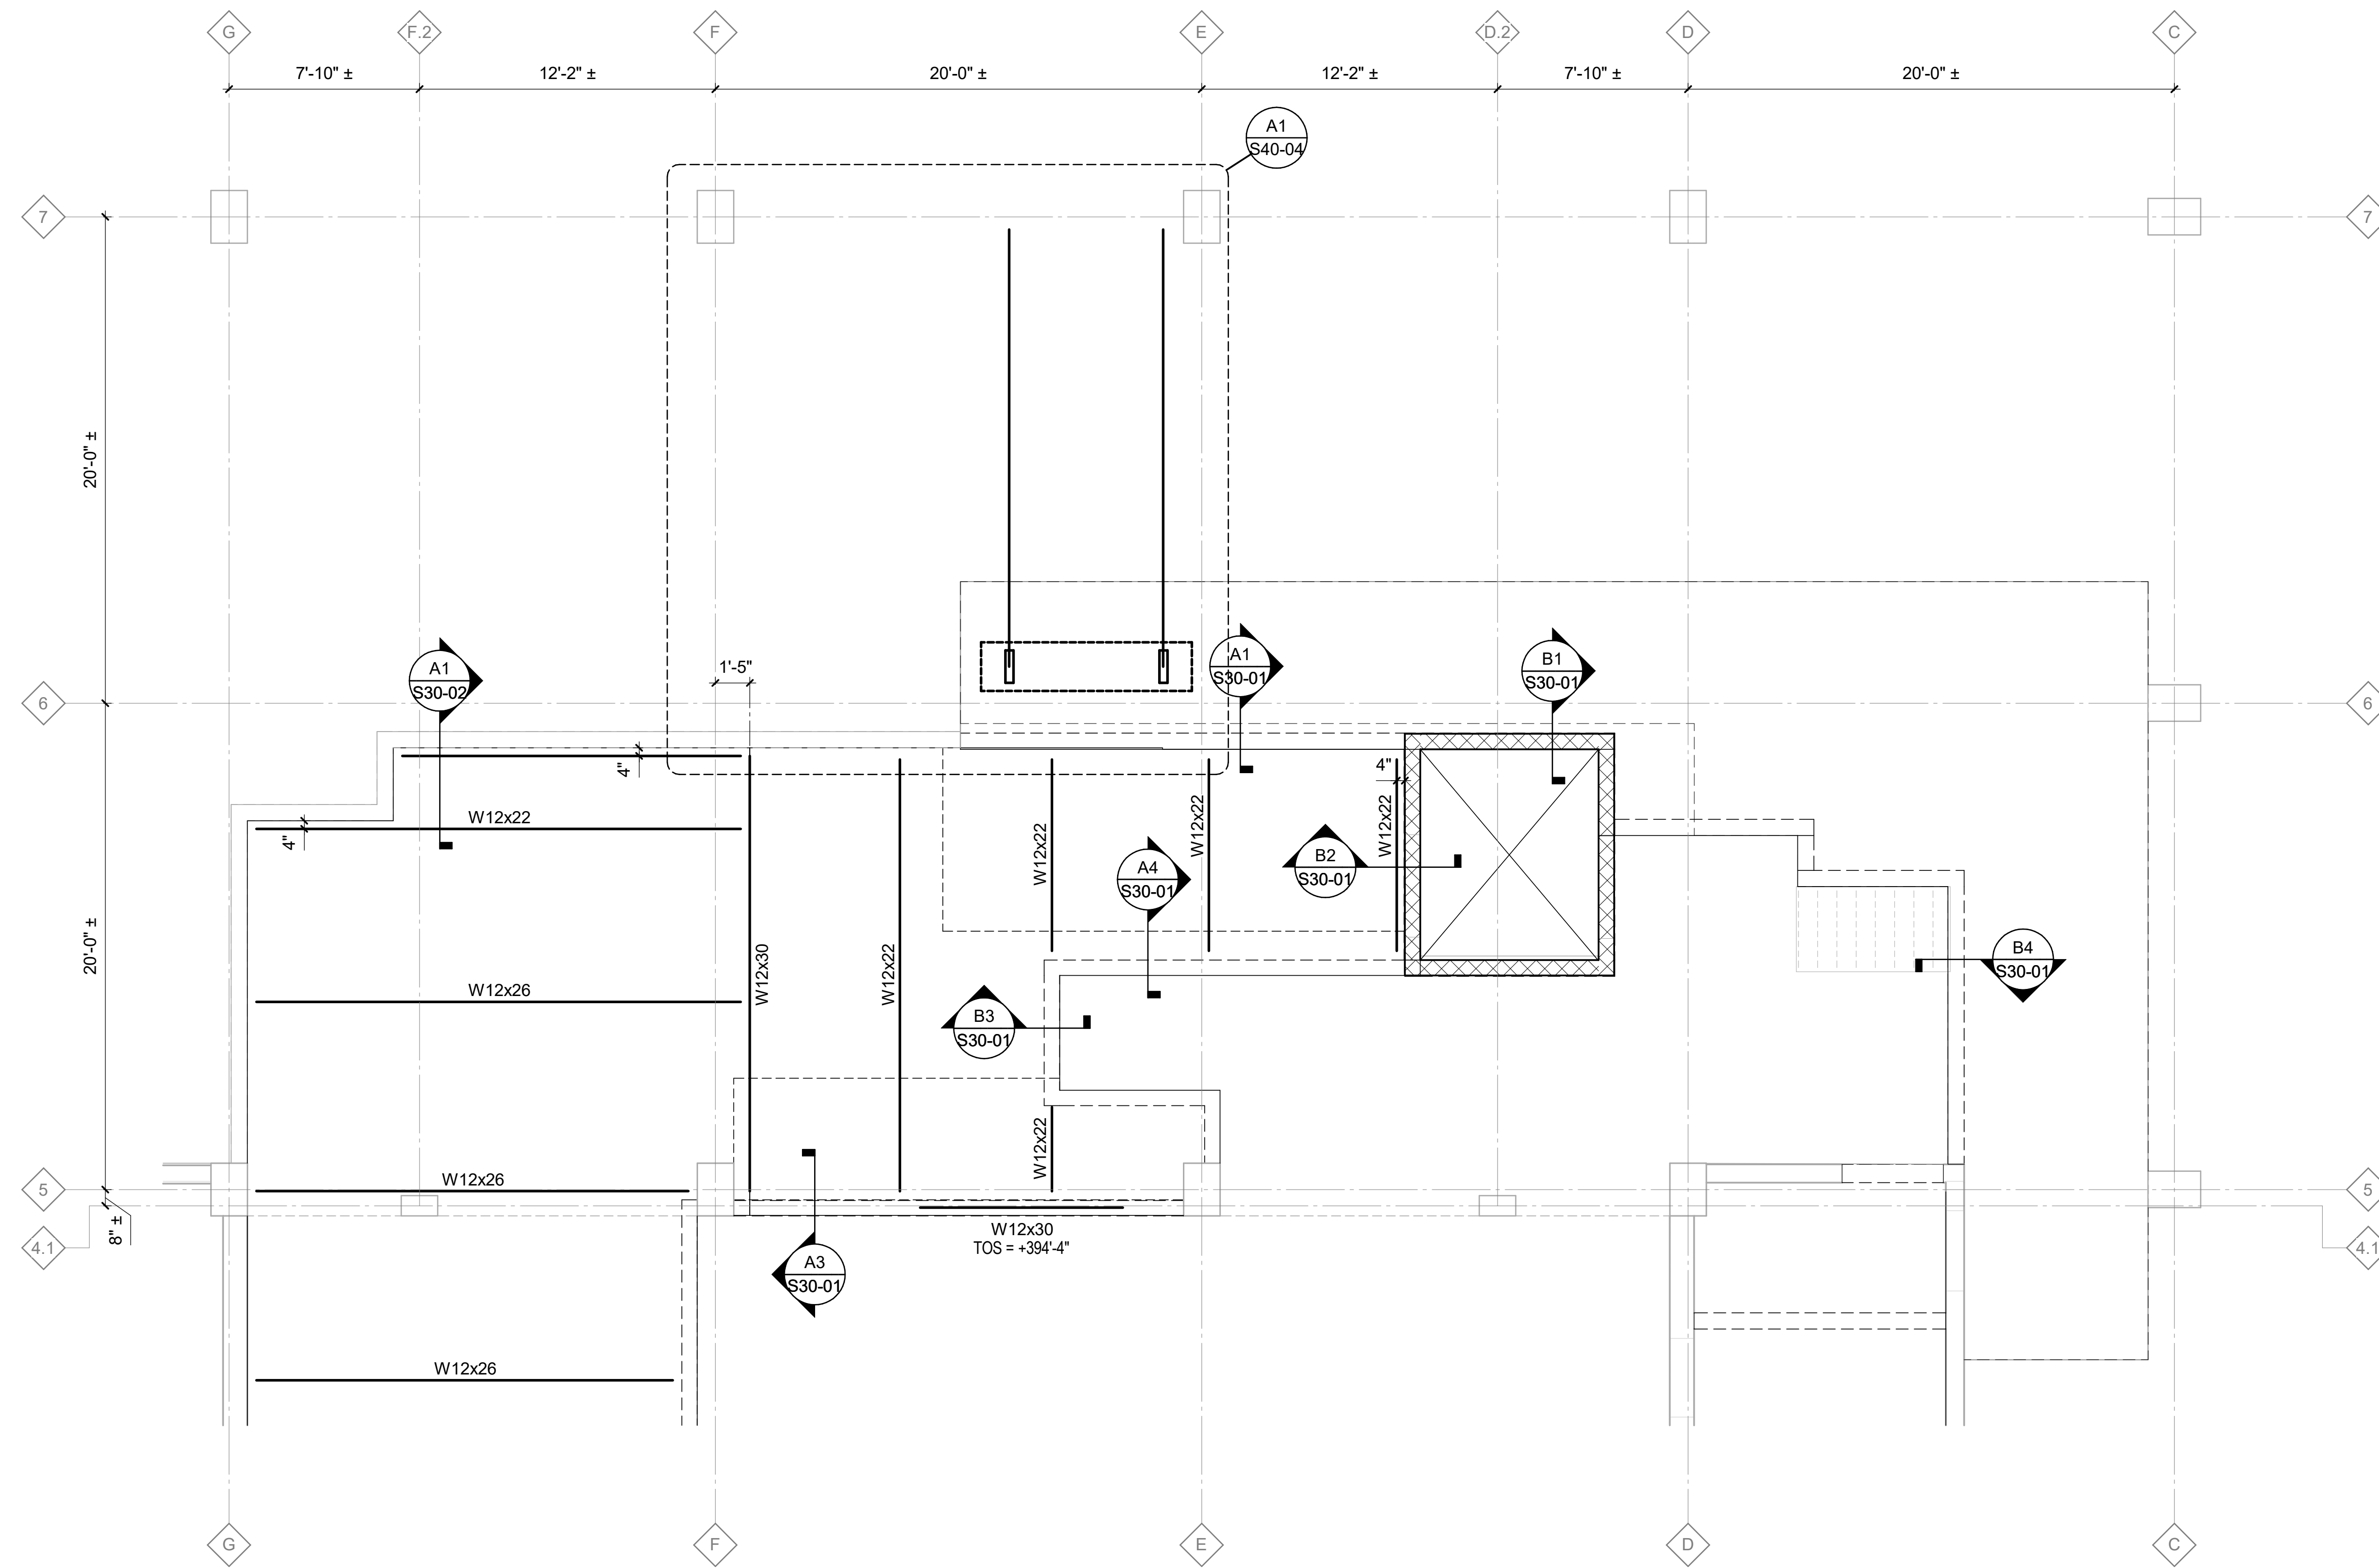 G
F.2
F
E
D.2
D
C
7'-10" ±
12'-2" ±
20'-0" ±
12'-2" ±
7'-10" ±
20'-0" ±
A1
S40-04
7
7
20'-0" ±
A1
S30-02
1'-5"
A1
S30-01
B1
S30-01
6
6
4"
4"
W12x22
4"
W12x22
W12x22
W12x22
B2
S30-01
A4
S30-01
20'-0" ±
W12x26
W12x30
W12x22
B3
S30-01
B4
S30-01
W12x22
W12x26
5
5
8" ±
4.1
4.1
W12x30
TOS = +394'-4"
A3
S30-01
W12x26
G
F
E
D
C